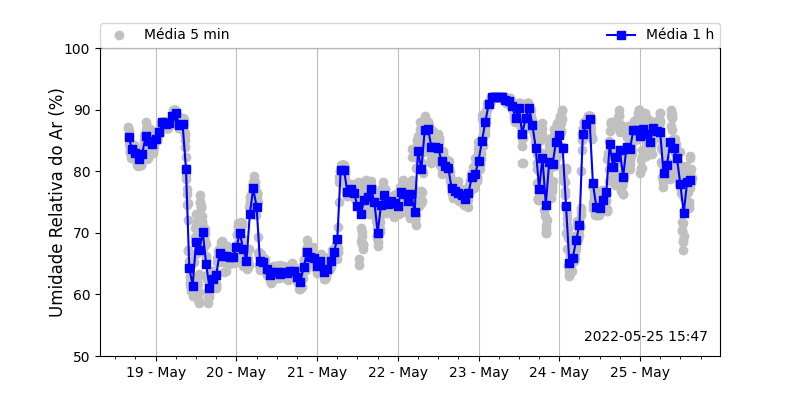 Média 5 min
Média 1 h
Umidade Relativa do Ar (%)
100
90
80
70
60
50
2022-05-25 15:47
19 - May
20 - May
21 - May
22 - May
23 - May
24 - May
25 - May